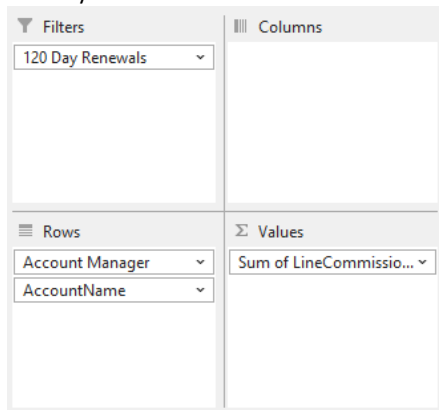 Filters
Columns
120 Day Renewals
Rows
Values
Account Manager
Sum of LineCommissio...
AccountName